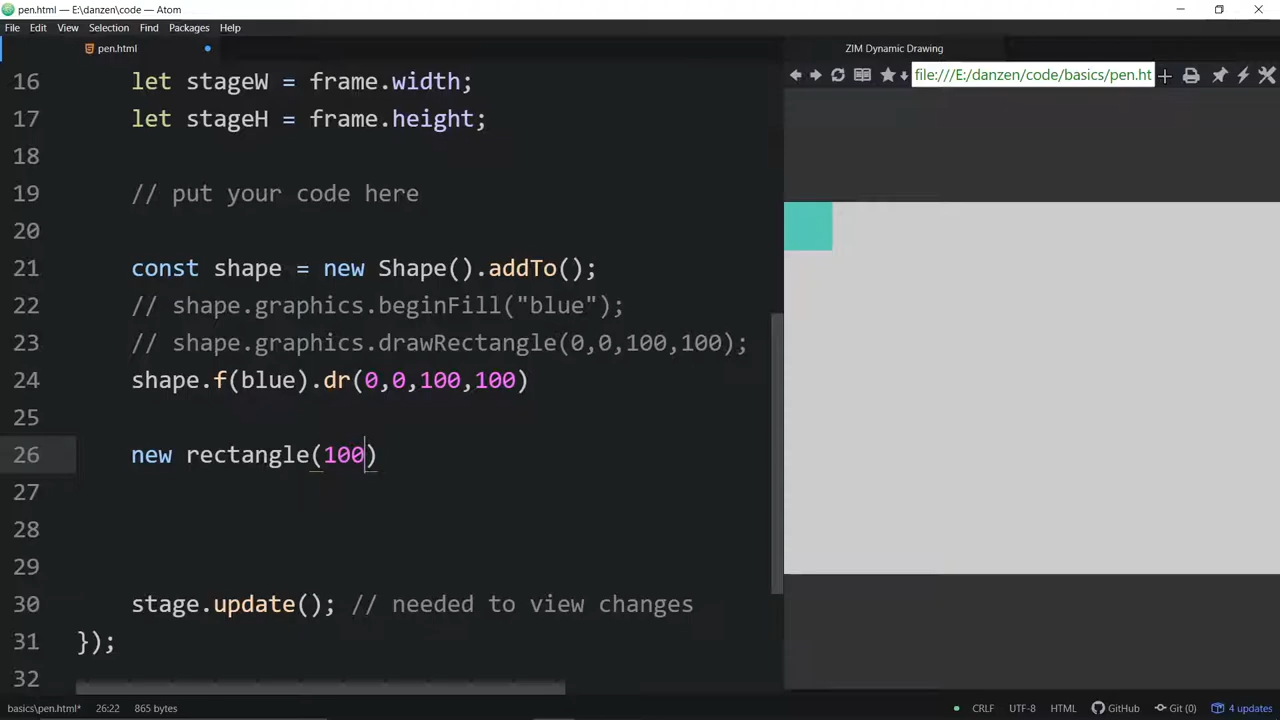 pen.html — E:\danzen\code — Atom
File Edit View Selection Find Packages Help
pen.html
ZIM Dynamic Drawing
file:///E:/danzen/code/basics/pen.ht
16 let stageW = frame.width;
17 let stageH = frame.height;
18
19 // put your code here
20
21 const shape = new Shape().addTo();
22 // shape.graphics.beginFill("blue");
23 // shape.graphics.drawRectangle(0,0,100,100);
24 shape.f(blue).dr(0,0,100,100)
25
26 new rectangle(100)
27
28
29
30 stage.update(); // needed to view changes
31 });
32
basics\pen.html* 26:22 865 bytes CRLF UTF-8 HTML GitHub Git (0) 4 updates